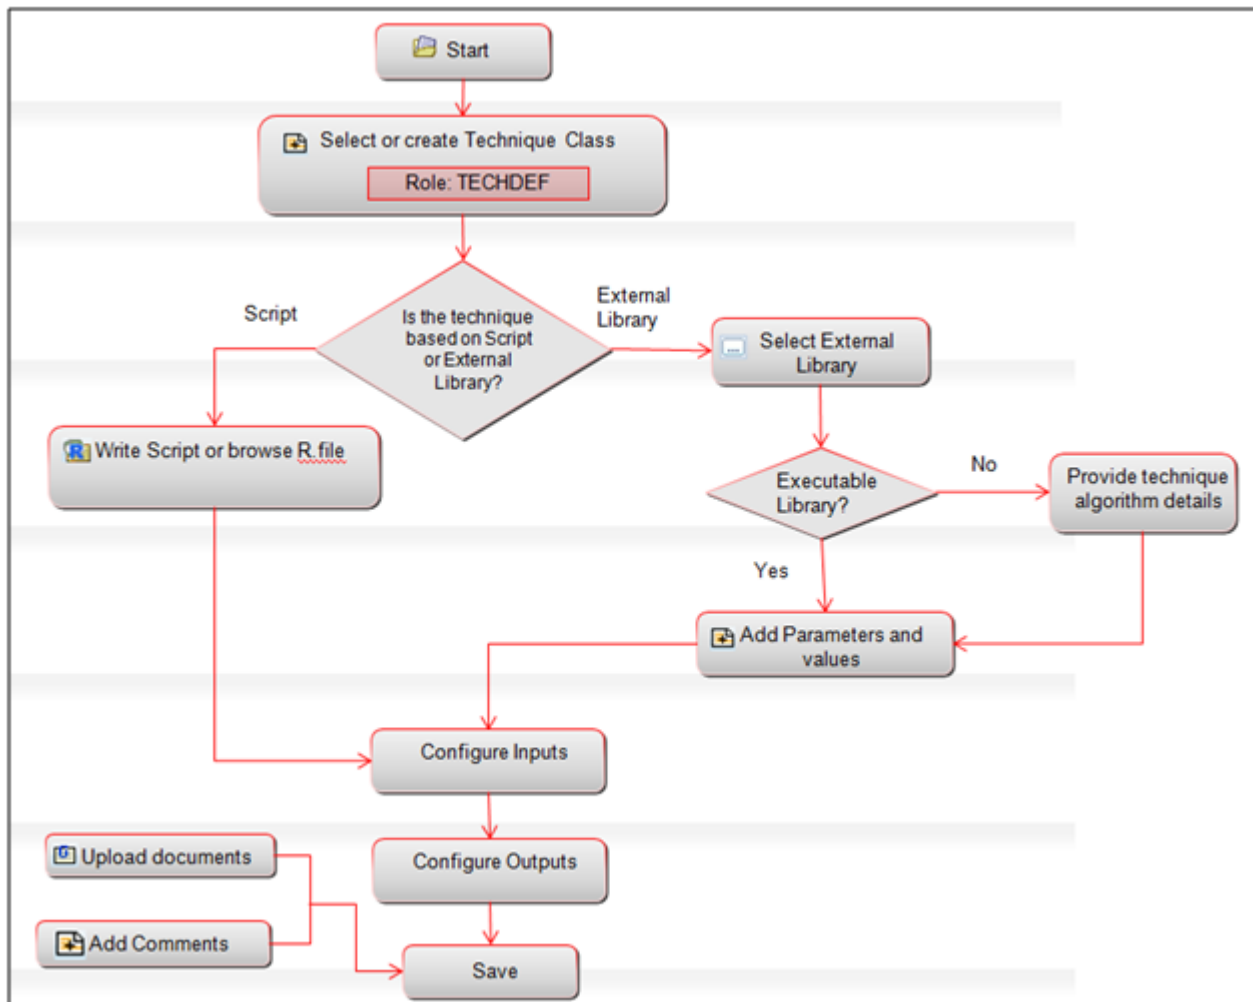 Start
Select or create Technique Class
Role: TECHDEF
Is the technique
based on Script
or External
Library?
Script
External
Library
Select External
Library
...
Write Script or browse R.file
R
Executable
Library?
No
Provide technique
algorithm details
Yes
Add Parameters and
values
Configure Inputs
Upload documents
Configure Outputs
Add Comments
Save